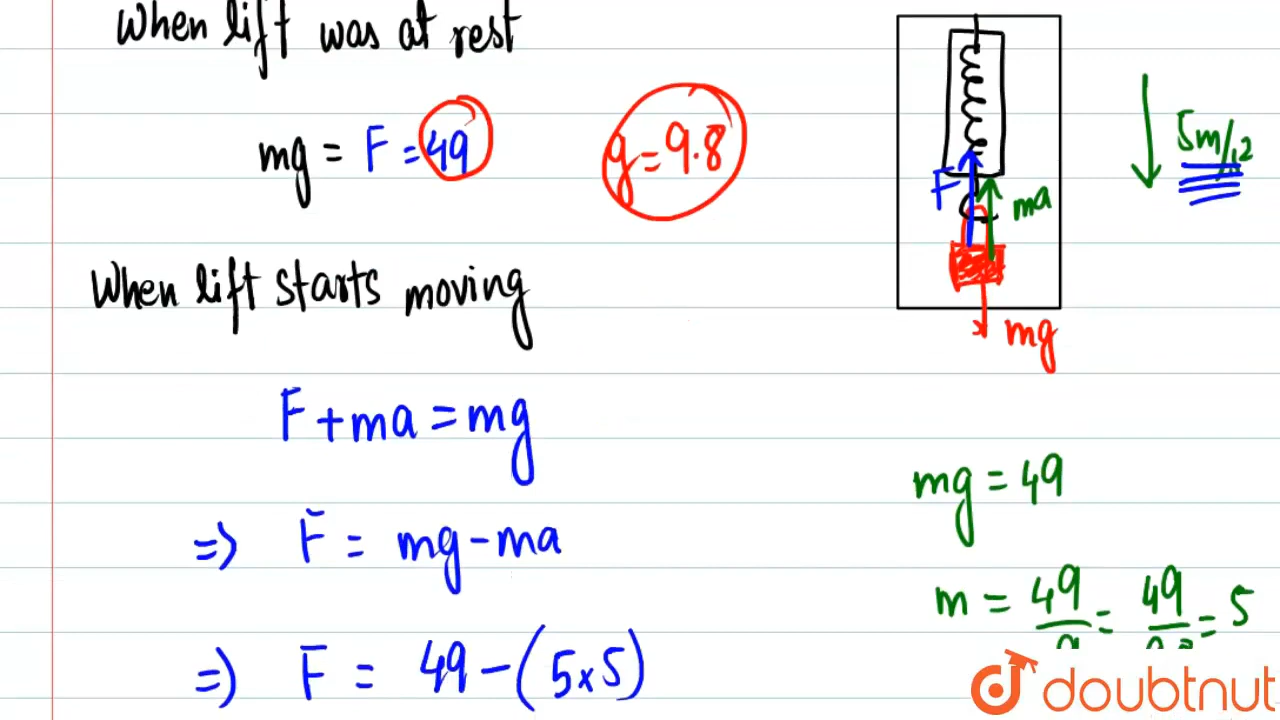 When lift was at rest
mg = F = 49
g = 9.8
When lift starts moving
F + ma = mg
=> F = mg - ma
=> F = 49 - (5×5)
F
ma
mg
5m/s2
mg = 49
m = 49/g = 49/9.8 = 5
doubtnut